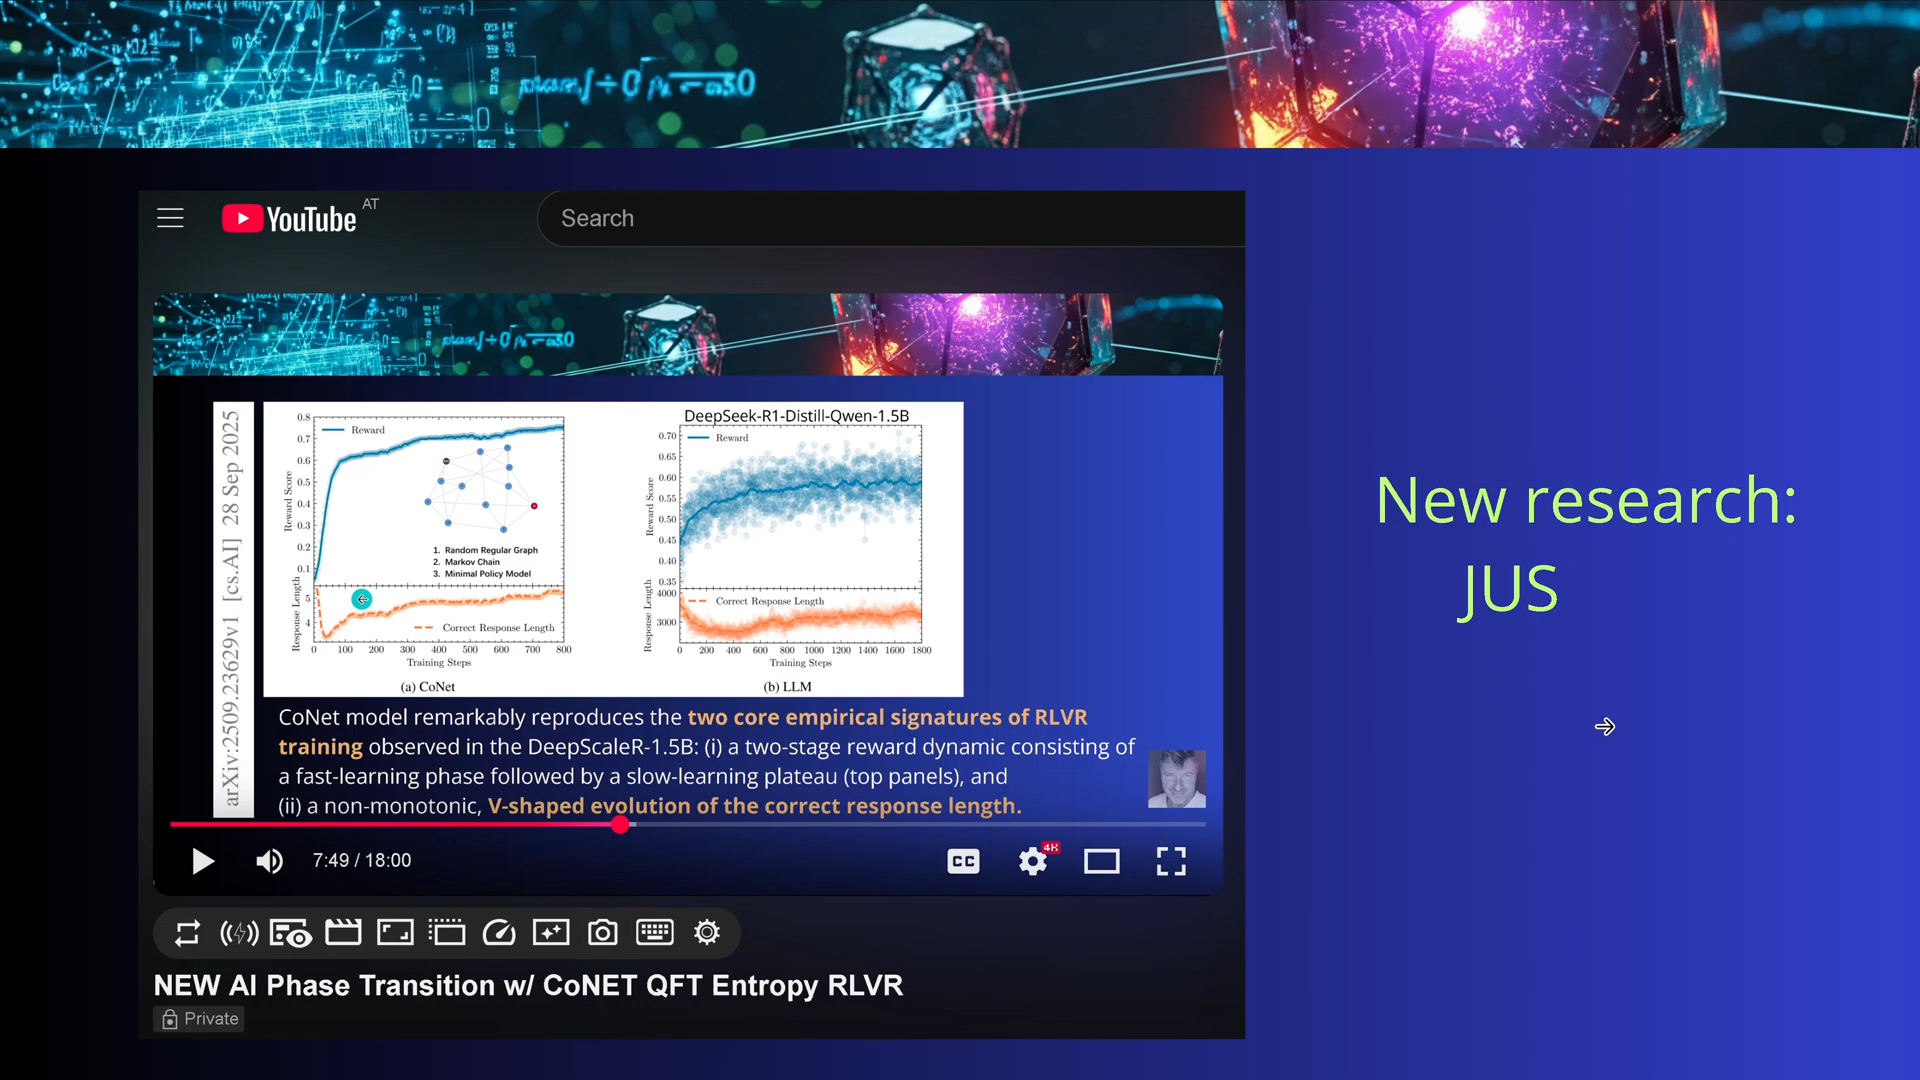 YouTube
AT
Search
arXiv:2509.23629v1 [cs.AI] 28 Sep 2025
Reward
0.8
0.7
0.6
0.5
0.4
0.3
0.2
0.1
Reward Score
1. Random Regular Graph
2. Markov Chain
3. Minimal Policy Model
5
4
Response Length
Correct Response Length
0 100 200 300 400 500 600 700 800
Training Steps
(a) CoNet
DeepSeek-R1-Distill-Qwen-1.5B
Reward
0.70
0.65
0.60
0.55
0.50
0.45
0.40
0.35
Reward Score
4000
3000
Response Length
Correct Response Length
0 200 400 600 800 1000 1200 1400 1600 1800
Training Steps
(b) LLM
CoNet model remarkably reproduces the two core empirical signatures of RLVR
training observed in the DeepScaleR-1.5B: (i) a two-stage reward dynamic consisting of
a fast-learning phase followed by a slow-learning plateau (top panels), and
(ii) a non-monotonic, V-shaped evolution of the correct response length.
7:49 / 18:00
CC
4K
NEW AI Phase Transition w/ CoNET QFT Entropy RLVR
Private
New research:
JUS